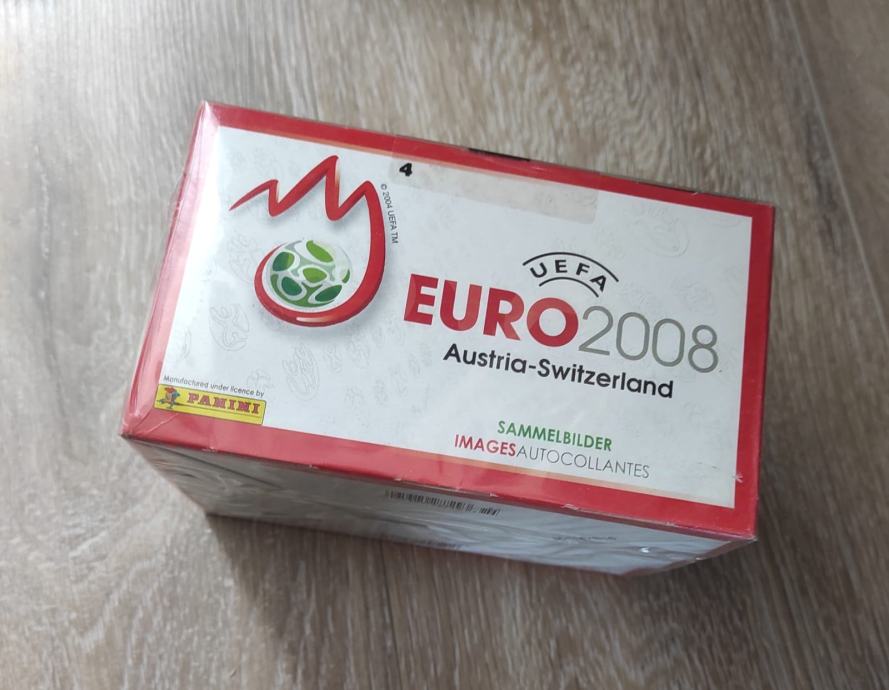 4
© 2004 UEFA TM
UEFA
EURO2008
Austria-Switzerland
Manufactured under licence by
PANINI
SAMMELBILDER
IMAGESAUTOCOLLANTES